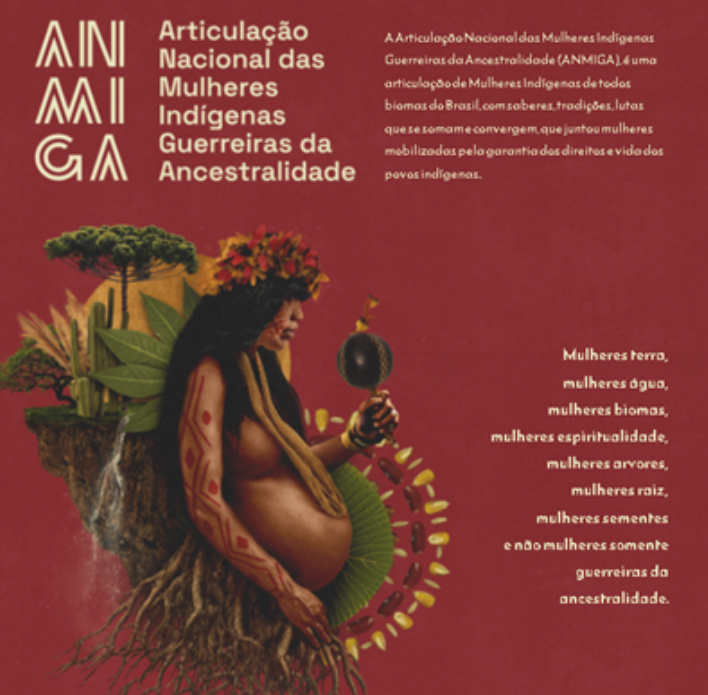 AN
MI
GA
Articulação
Nacional das
Mulheres
Indígenas
Guerreiras da
Ancestralidade
A Articulação Nacional das Mulheres Indígenas
Guerreiras da Ancestralidade (ANMIGA), é uma
articulação de Mulheres Indígenas de todos
biomas do Brasil, com saberes, tradições, lutas
que se somam e convergem, que juntou mulheres
mobilizadas pela garantia dos direitos e vida dos
povos indígenas.
Mulheres terra,
mulheres água,
mulheres biomas,
mulheres espiritualidade,
mulheres arvores,
mulheres raiz,
mulheres sementes
e não mulheres somente
guerreiras da
ancestralidade.